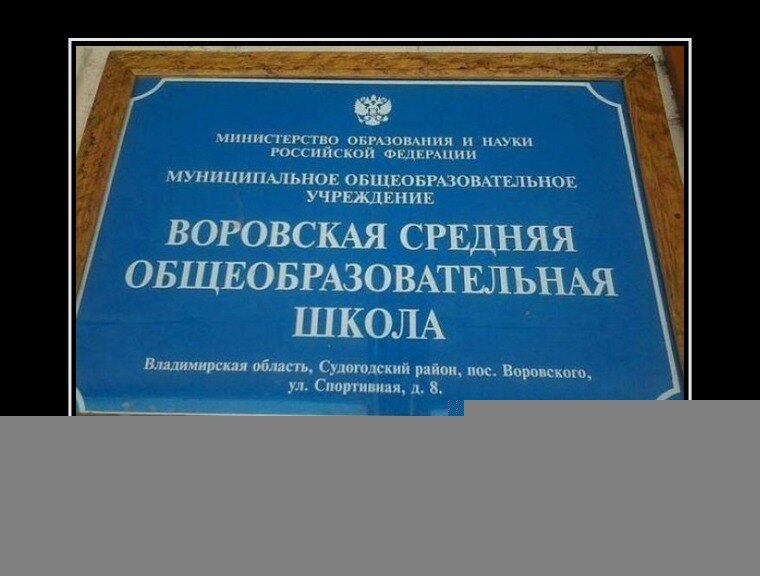 МИНИСТЕРСТВО ОБРАЗОВАНИЯ И НАУКИ
РОССИЙСКОЙ ФЕДЕРАЦИИ
МУНИЦИПАЛЬНОЕ ОБЩЕОБРАЗОВАТЕЛЬНОЕ
УЧРЕЖДЕНИЕ
ВОРОВСКАЯ СРЕДНЯЯ
ОБЩЕОБРАЗОВАТЕЛЬНАЯ
ШКОЛА
Владимирская область, Судогодский район, пос. Воровского,
ул. Спортивная, д. 8.